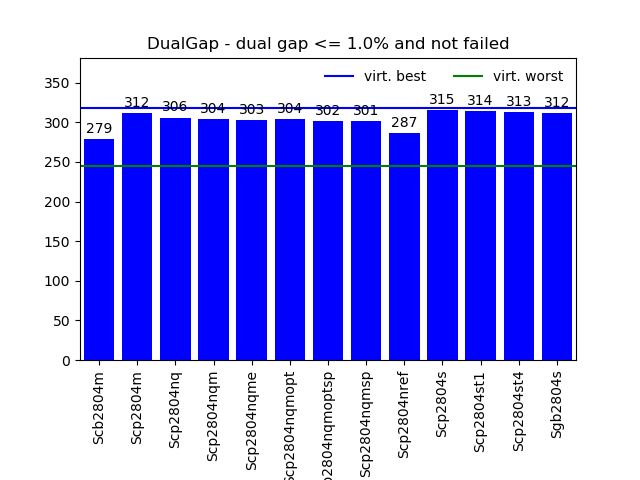 DualGap - dual gap <= 1.0% and not failed
virt. best
virt. worst
350
300
250
200
150
100
50
0
279
312
306
304
303
304
302
301
287
315
314
313
312
Scb2804m
Scp2804m
Scp2804nq
Scp2804nqm
Scp2804nqme
Scp2804nqmopt
p2804nqmoptsp
Scp2804nqmsp
Scp2804nref
Scp2804s
Scp2804st1
Scp2804st4
Sgb2804s